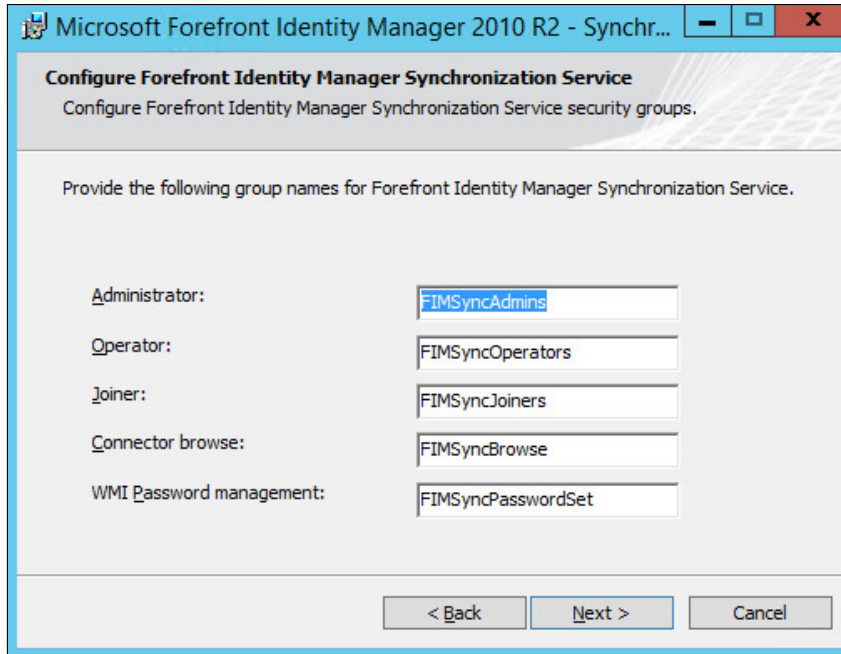 Microsoft Forefront Identity Manager 2010 R2 - Synchr...
Configure Forefront Identity Manager Synchronization Service
Configure Forefront Identity Manager Synchronization Service security groups.
Provide the following group names for Forefront Identity Manager Synchronization Service.
Administrator: FIMSyncAdmins
Operator: FIMSyncOperators
Joiner: FIMSyncJoiners
Connector browse: FIMSyncBrowse
WMI Password management: FIMSyncPasswordSet
< Back Next > Cancel